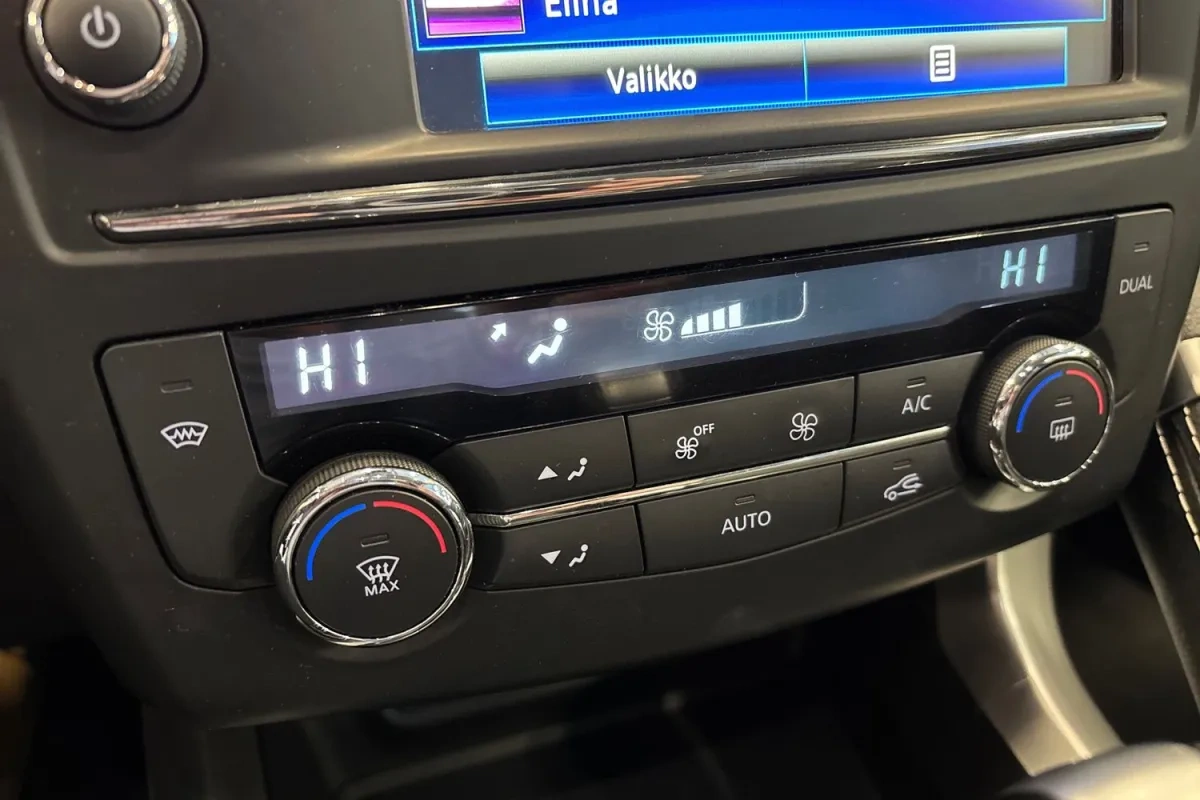 Valikko
HI
HI
DUAL
OFF
A/C
AUTO
MAX